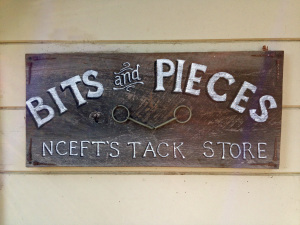 BITS and PIECES
NCEFT'S TACK STORE